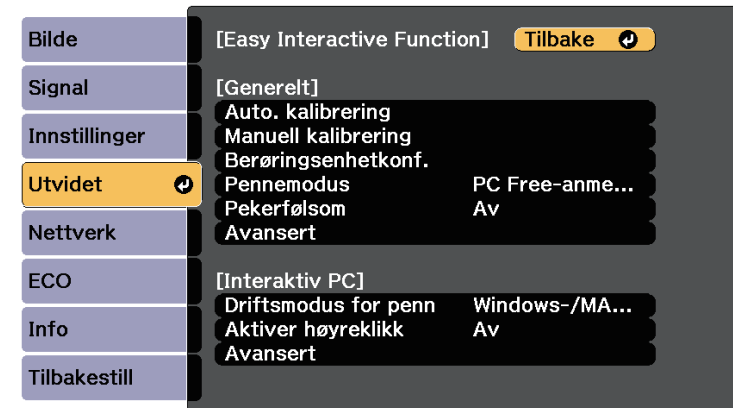 Bilde
Signal
Innstillinger
Utvidet
Nettverk
ECO
Info
Tilbakestill
[Easy Interactive Function] Tilbake
[Generelt]
Auto. kalibrering
Manuell kalibrering
Berøringsenhetkonf.
Pennemodus PC Free-anme...
Pekerfølsom Av
Avansert
[Interaktiv PC]
Driftsmodus for penn Windows-/MA...
Aktiver høyreklikk Av
Avansert